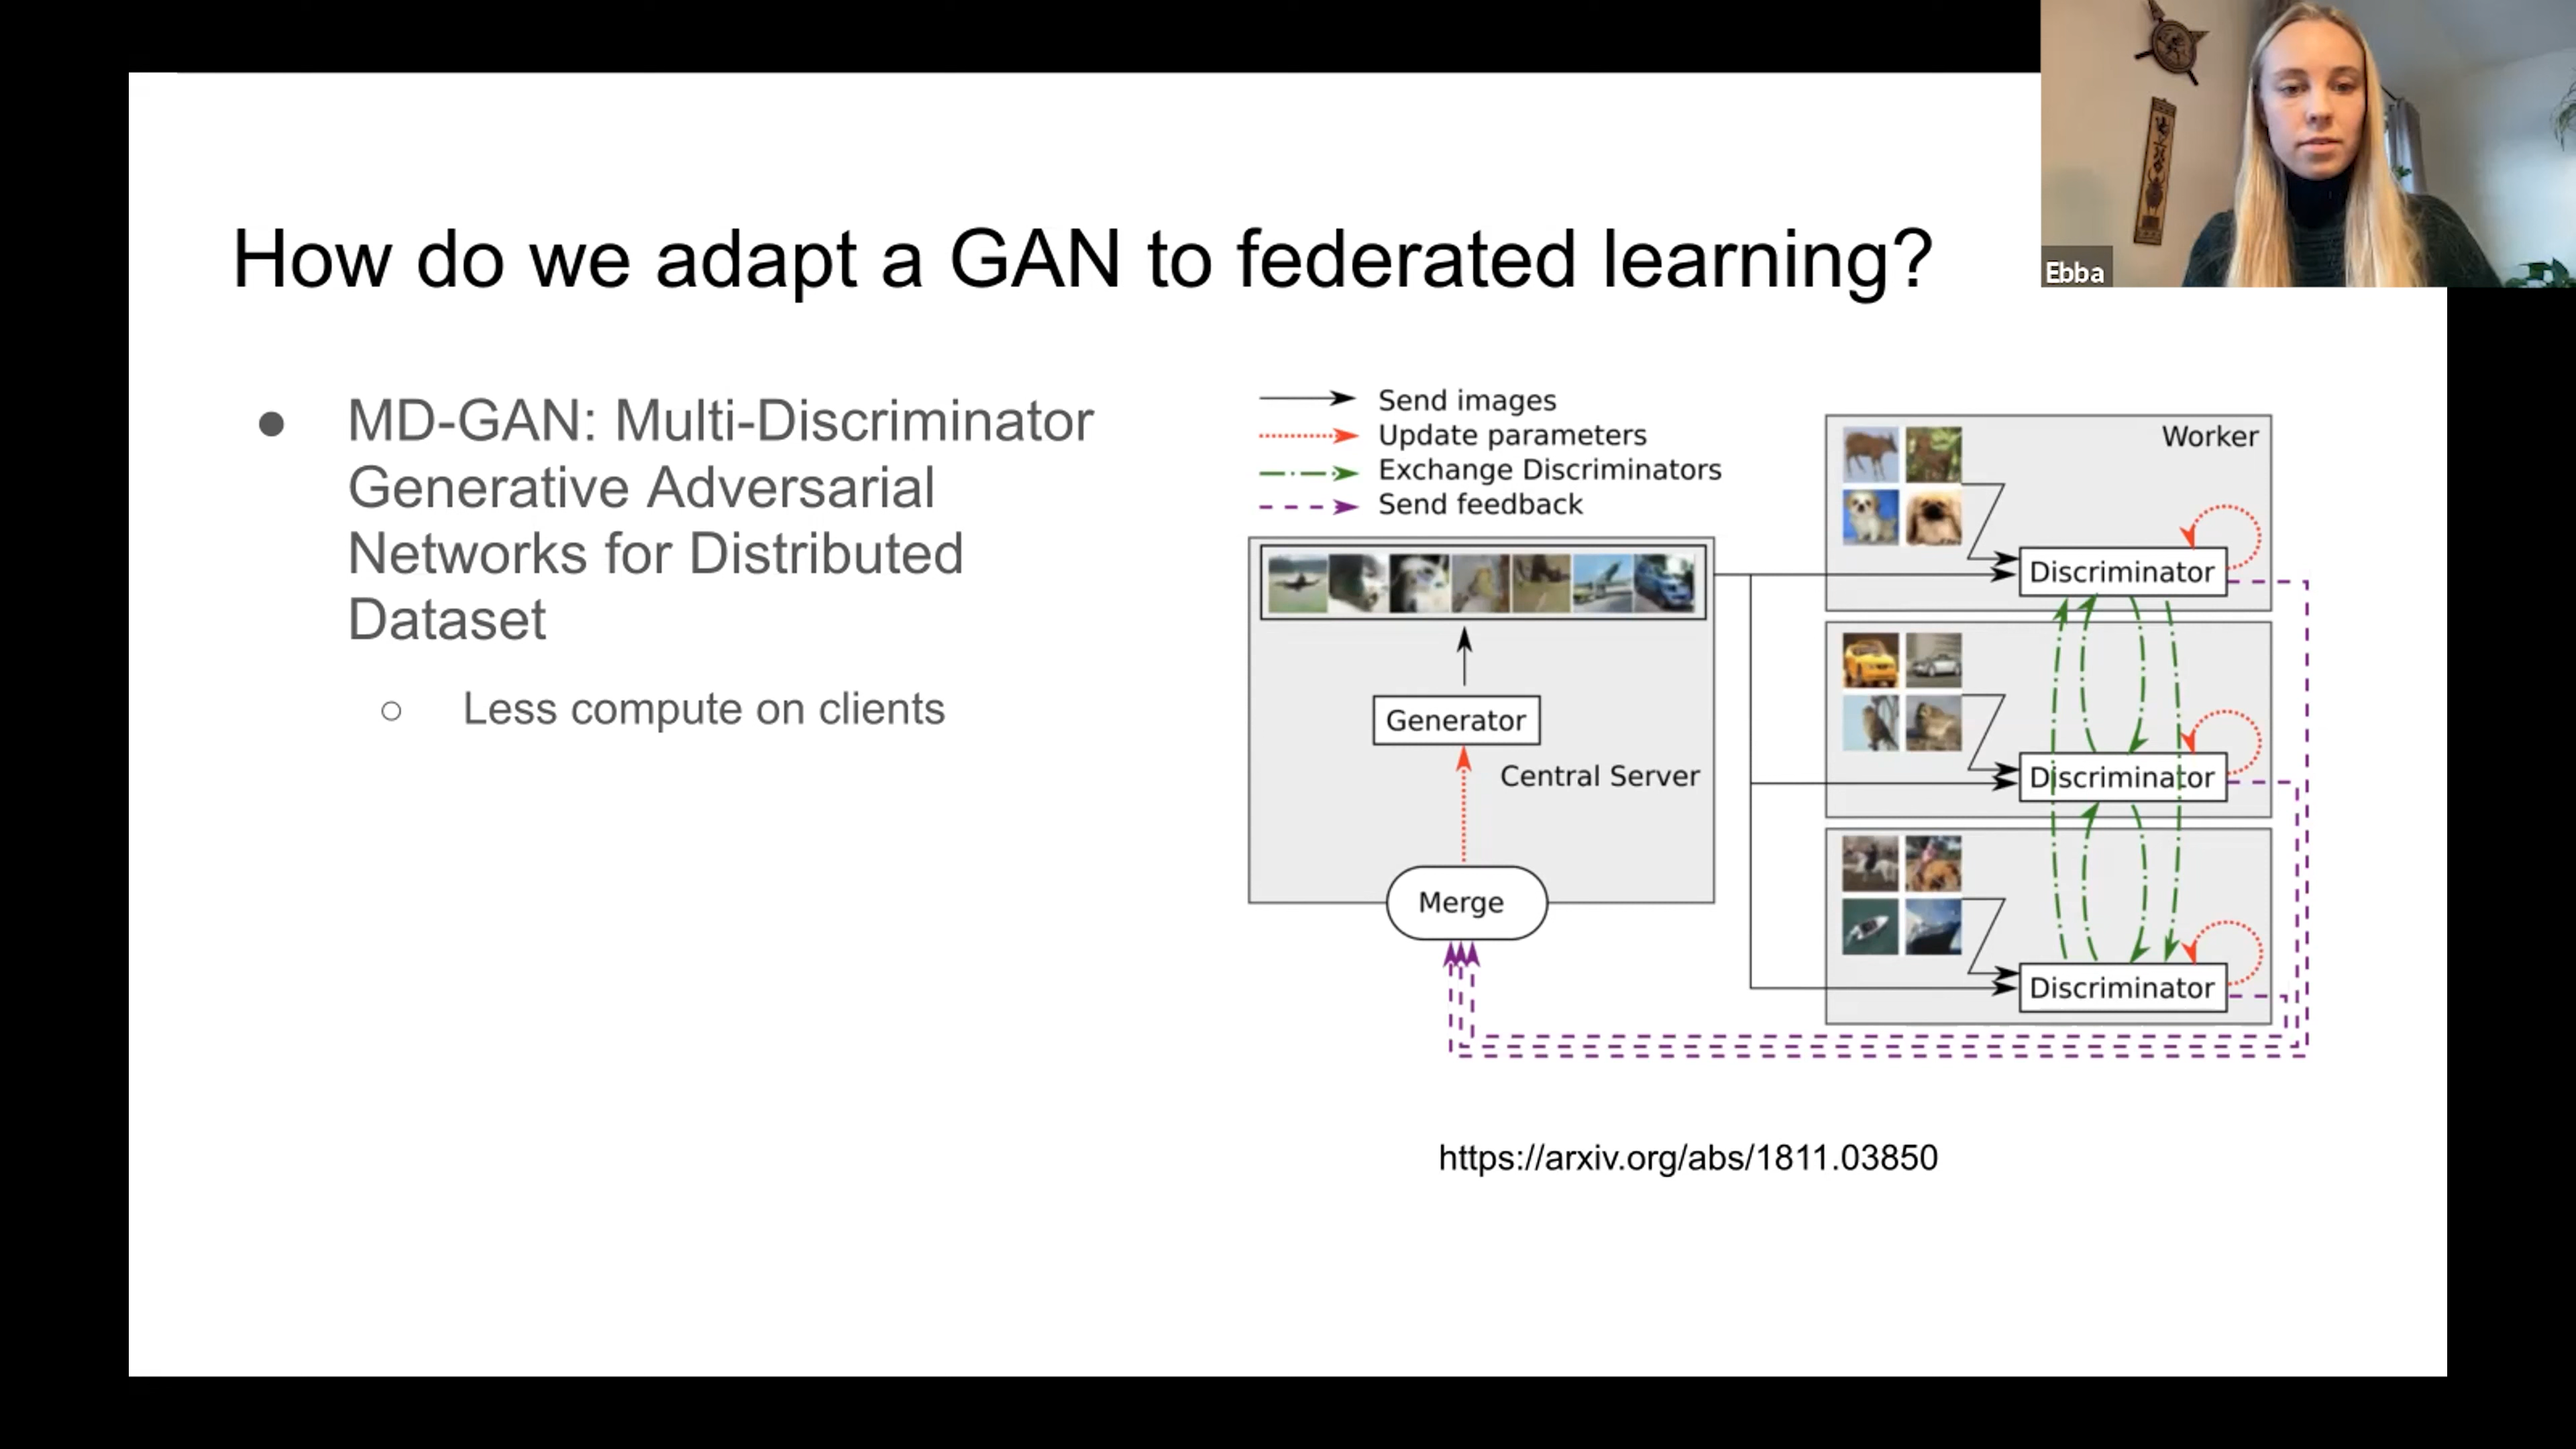 Ebba
How do we adapt a GAN to federated learning?
● MD-GAN: Multi-Discriminator
Generative Adversarial
Networks for Distributed
Dataset
○ Less compute on clients
Send images
Update parameters
Exchange Discriminators
Send feedback
Generator
Central Server
Merge
Worker
Discriminator
Discriminator
Discriminator
https://arxiv.org/abs/1811.03850